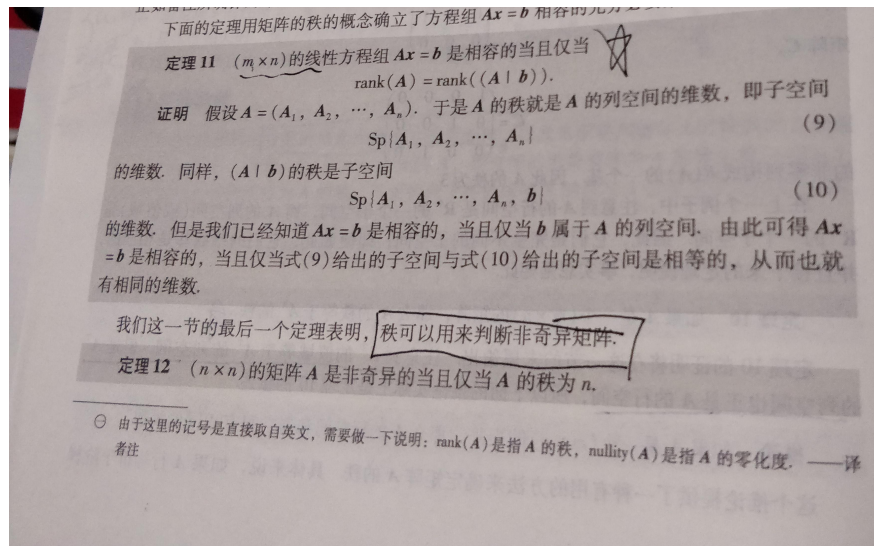 下面的定理用矩阵的秩的概念确立了方程组 Ax = b 相容的充分必
定理 11 (m×n)的线性方程组 Ax = b 是相容的当且仅当
rank(A) = rank((A | b)).
证明 假设 A = (A₁, A₂, …, Aₙ). 于是 A 的秩就是 A 的列空间的维数, 即子空间
Sp{A₁, A₂, …, Aₙ} (9)
的维数. 同样, (A | b)的秩是子空间
Sp{A₁, A₂, …, Aₙ, b} (10)
的维数. 但是我们已经知道 Ax = b 是相容的, 当且仅当 b 属于 A 的列空间. 由此可得 Ax
= b 是相容的, 当且仅当式(9)给出的子空间与式(10)给出的子空间是相等的, 从而也就
有相同的维数.
我们这一节的最后一个定理表明, 秩可以用来判断非奇异矩阵.
定理 12 (n×n)的矩阵 A 是非奇异的当且仅当 A 的秩为 n.
㊀ 由于这里的记号是直接取自英文, 需要做一下说明: rank(A)是指 A 的秩, nullity(A)是指 A 的零化度. ——译
者注